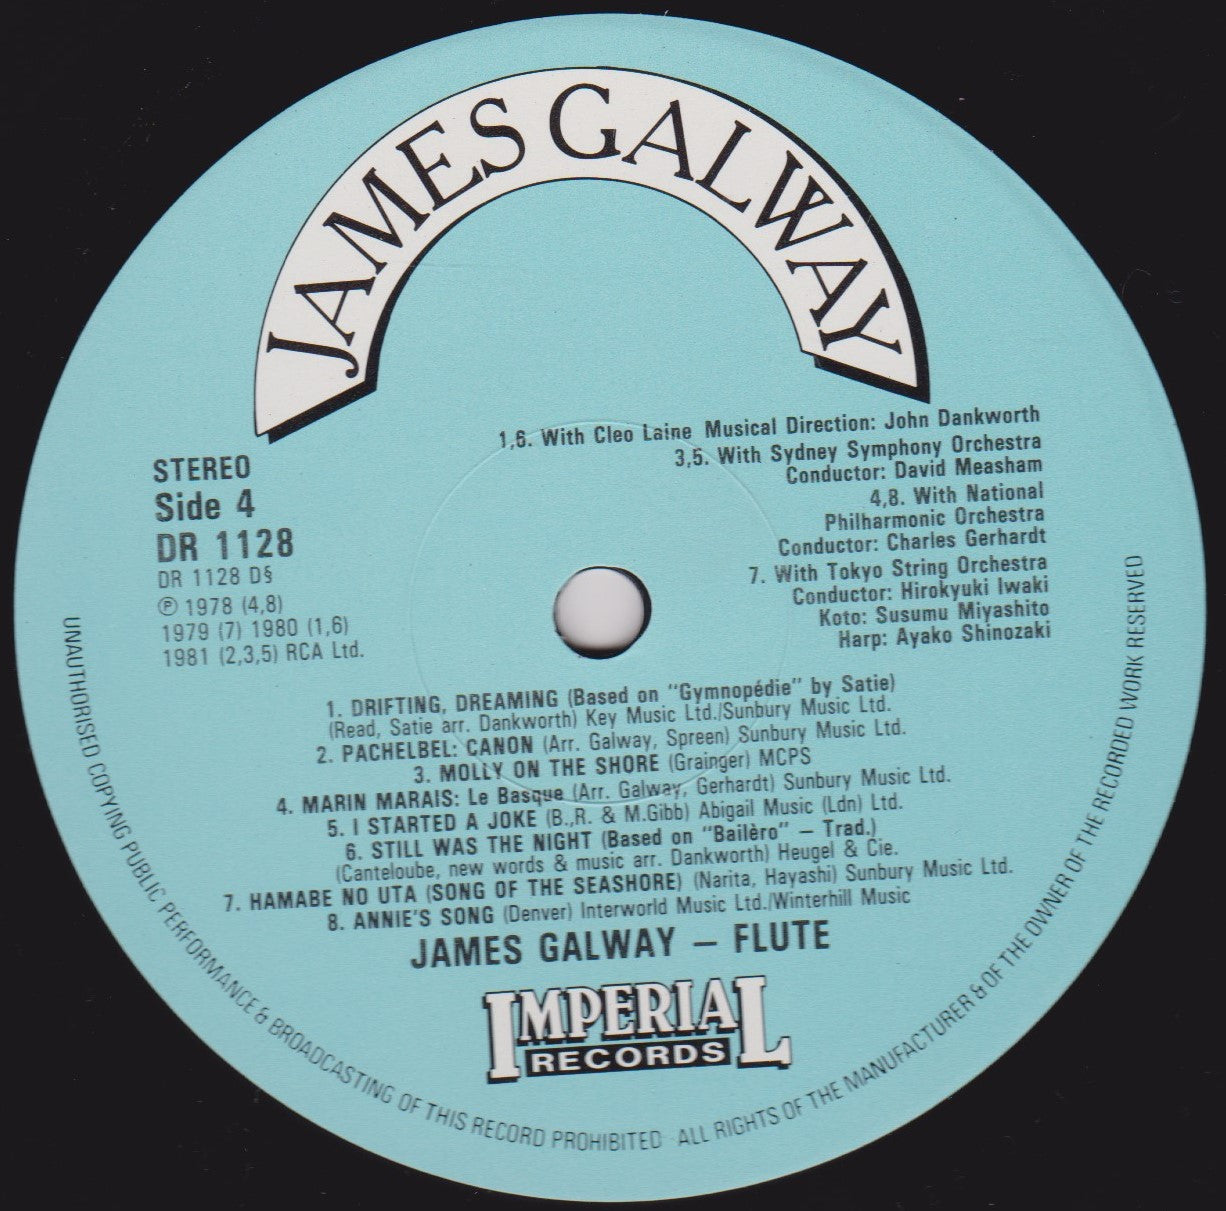 JAMES GALWAY
1,6. With Cleo Laine Musical Direction: John Dankworth
3,5. With Sydney Symphony Orchestra
Conductor: David Measham
4,8. With National
Philharmonic Orchestra
Conductor: Charles Gerhardt
7. With Tokyo String Orchestra
Conductor: Hirokyuki Iwaki
Koto: Susumu Miyashito
Harp: Ayako Shinozaki
STEREO
Side 4
DR 1128
DR 1128 D§
℗ 1978 (4,8)
1979 (7) 1980 (1,6)
1981 (2,3,5) RCA Ltd.
1. DRIFTING, DREAMING (Based on "Gymnopédie" by Satie)
(Read, Satie arr. Dankworth) Key Music Ltd./Sunbury Music Ltd.
2. PACHELBEL: CANON (Arr. Galway, Spreen) Sunbury Music Ltd.
3. MOLLY ON THE SHORE (Grainger) MCPS
4. MARIN MARAIS: Le Basque (Arr. Galway, Gerhardt) Sunbury Music Ltd.
5. I STARTED A JOKE (B.,R. & M.Gibb) Abigail Music (Ldn) Ltd.
6. STILL WAS THE NIGHT (Based on "Bailèro" – Trad.)
(Canteloube, new words & music arr. Dankworth) Heugel & Cie.
7. HAMABE NO UTA (SONG OF THE SEASHORE) (Narita, Hayashi) Sunbury Music Ltd.
8. ANNIE'S SONG (Denver) Interworld Music Ltd./Winterhill Music
JAMES GALWAY – FLUTE
IMPERIAL
RECORDS
UNAUTHORISED COPYING PUBLIC PERFORMANCE & BROADCASTING OF THIS RECORD PROHIBITED ALL RIGHTS OF THE MANUFACTURER & OF THE OWNER OF THE RECORDED WORK RESERVED